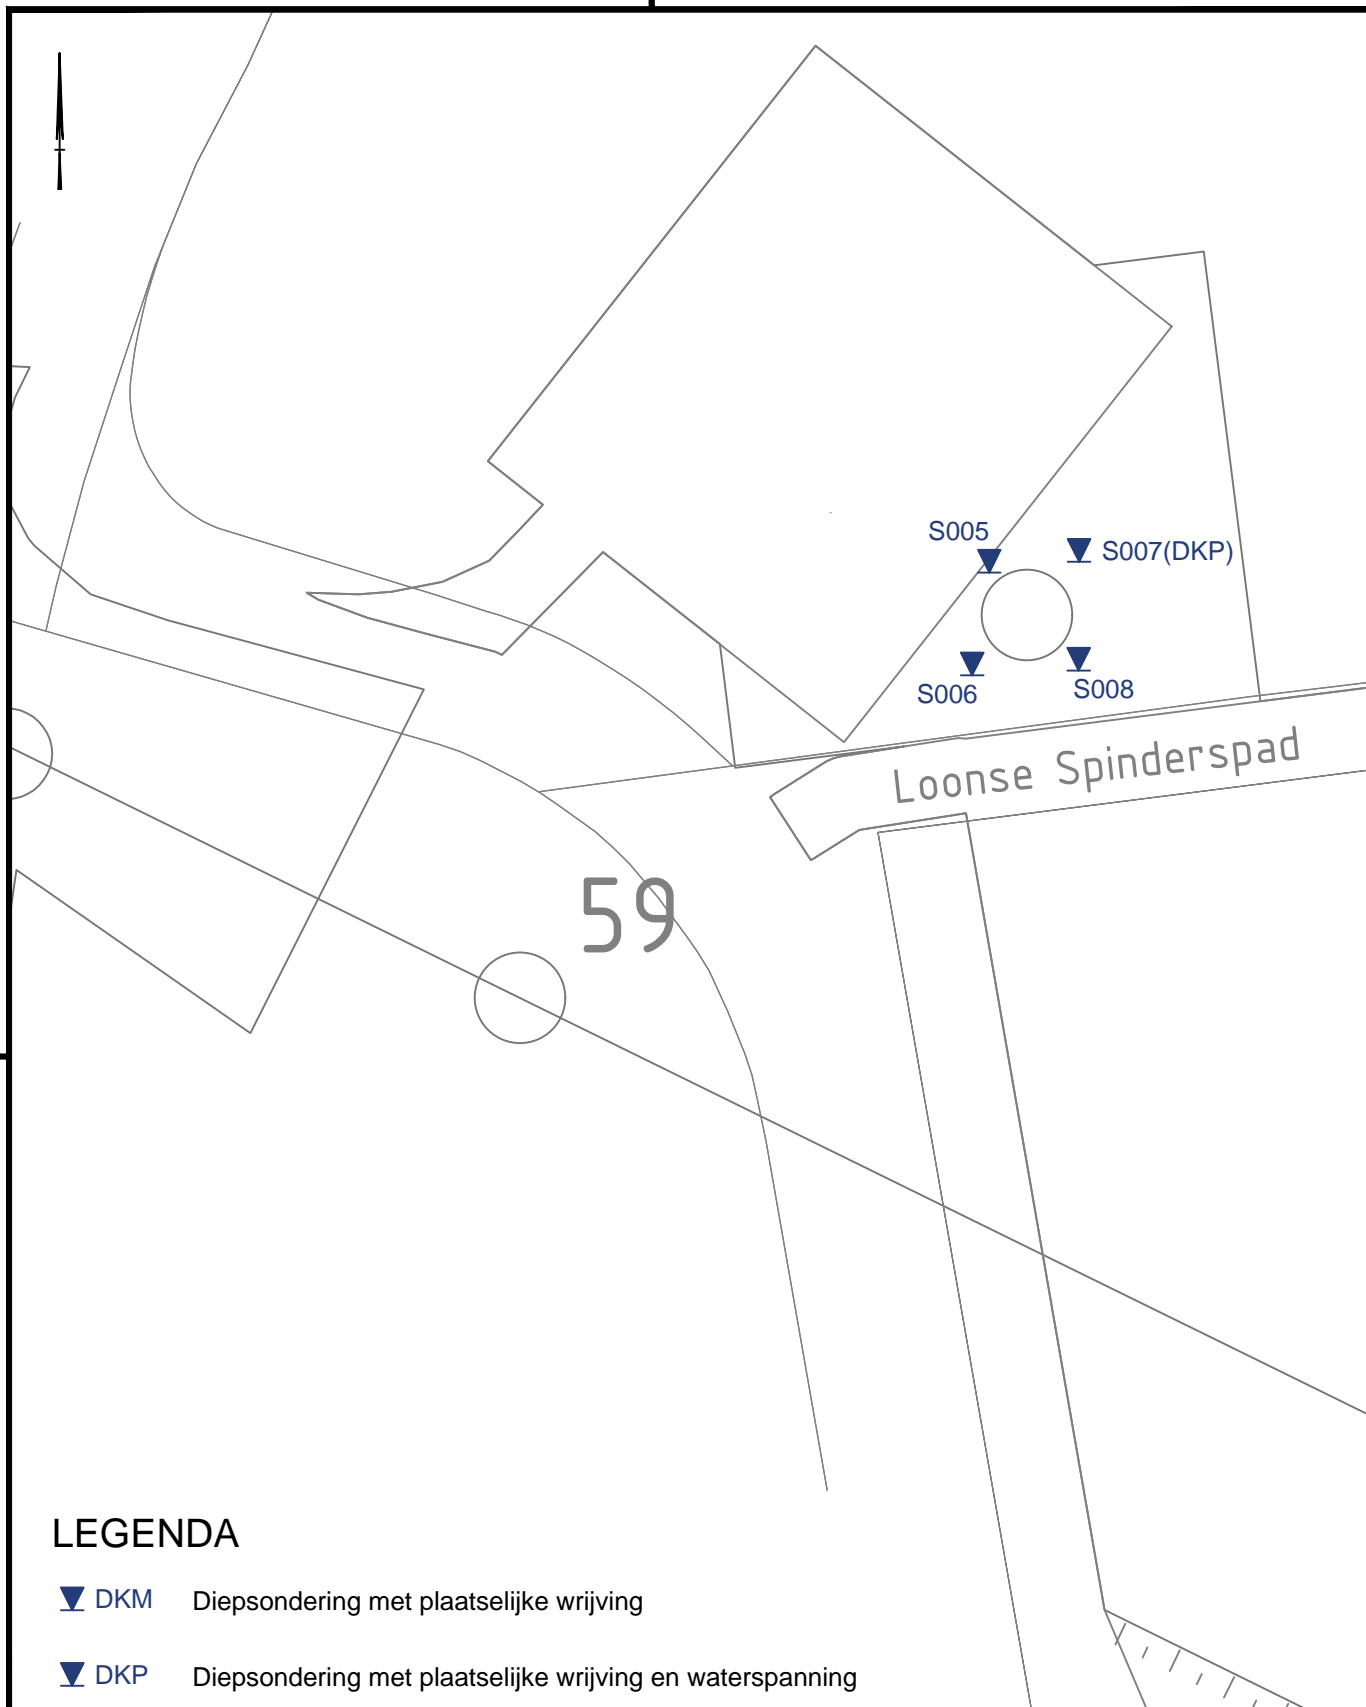 S005
S007(DKP)
S006
S008
Loonse Spinderspad
59
LEGENDA
DKM Diepsondering met plaatselijke wrijving
DKP Diepsondering met plaatselijke wrijving en waterspanning